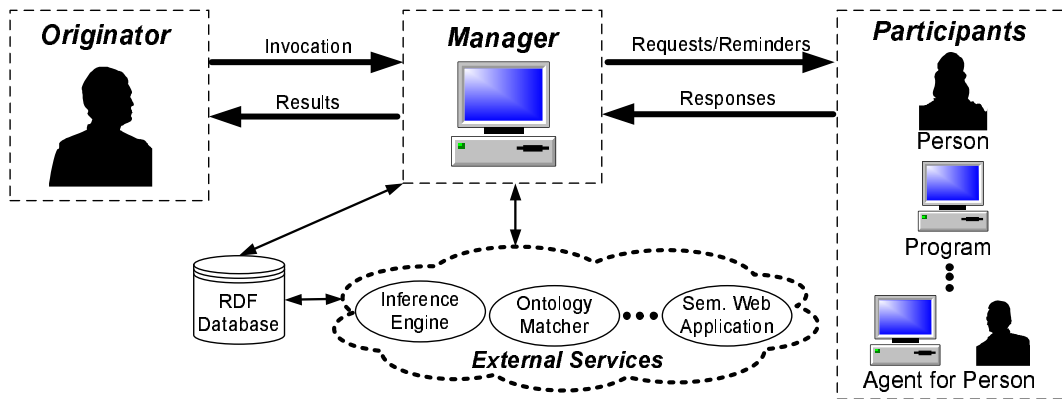 Originator
Invocation
Results
Manager
Requests/Reminders
Responses
Participants
Person
Program
Agent for Person
RDF
Database
Inference
Engine
Ontology
Matcher
Sem. Web
Application
External Services